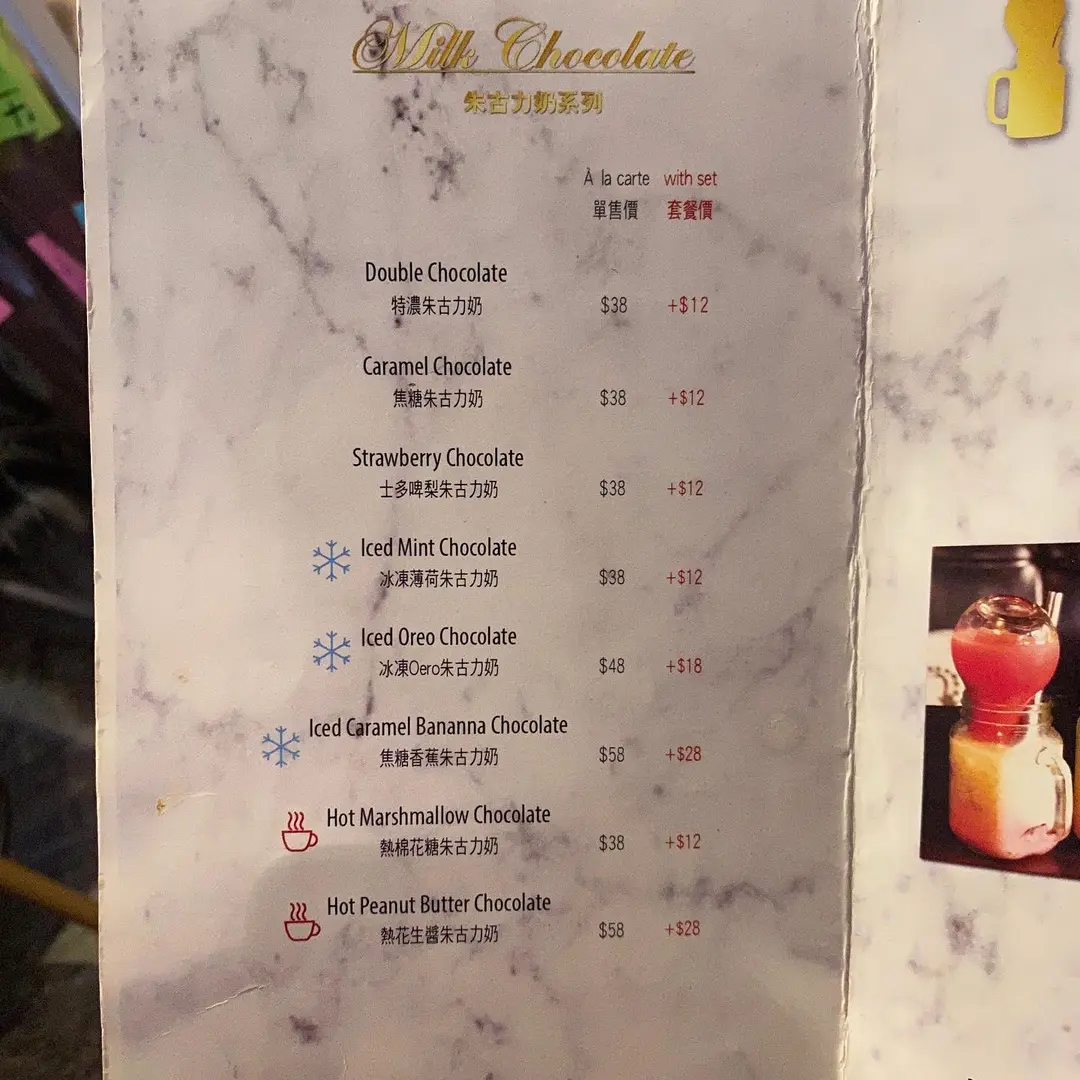 Milk Chocolate
朱古力奶系列
À la carte with set
單售價 套餐價
Double Chocolate
特濃朱古力奶 $38 +$12
Caramel Chocolate
焦糖朱古力奶 $38 +$12
Strawberry Chocolate
士多啤梨朱古力奶 $38 +$12
Iced Mint Chocolate
冰凍薄荷朱古力奶 $38 +$12
Iced Oreo Chocolate
冰凍Oero朱古力奶 $48 +$18
Iced Caramel Bananna Chocolate
焦糖香蕉朱古力奶 $58 +$28
Hot Marshmallow Chocolate
熱棉花糖朱古力奶 $38 +$12
Hot Peanut Butter Chocolate
熱花生醬朱古力奶 $58 +$28